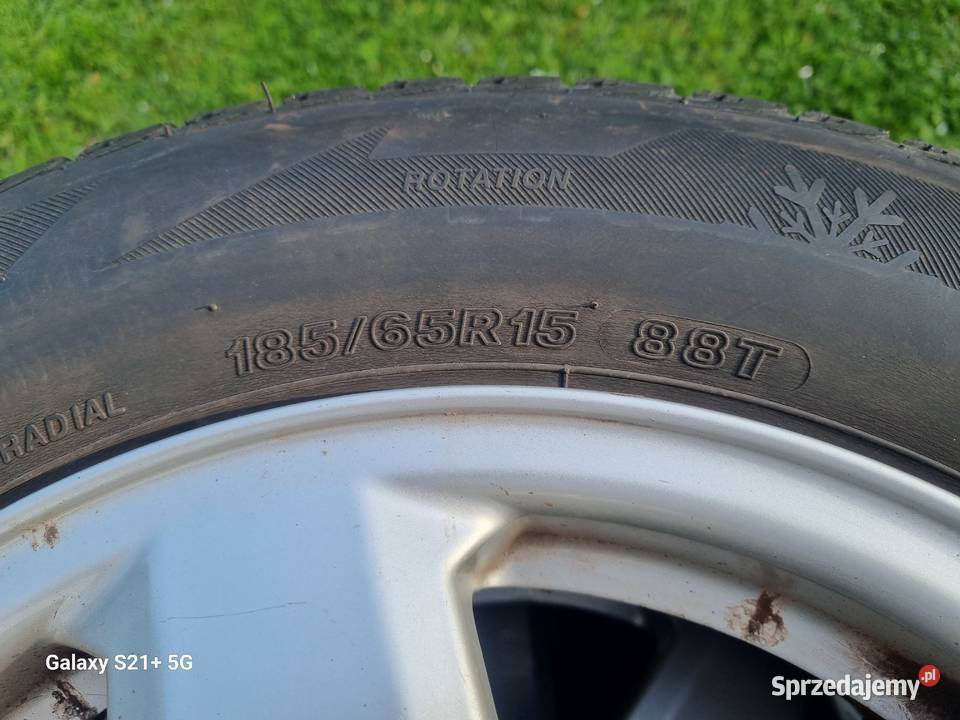 ROTATION
185/65R15 88T
RADIAL
Galaxy S21+ 5G
Sprzedajemy.pl